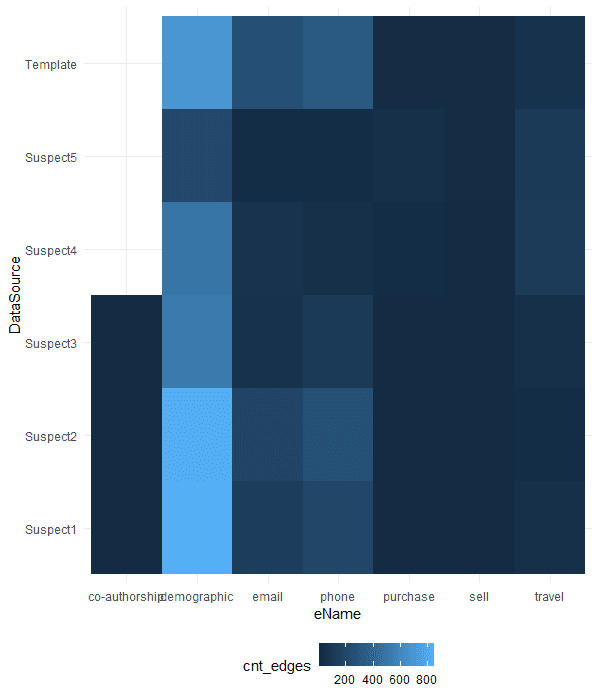 DataSource
Template
Suspect5
Suspect4
Suspect3
Suspect2
Suspect1
co-authorship demographic email phone purchase sell travel
eName
cnt_edges
200 400 600 800